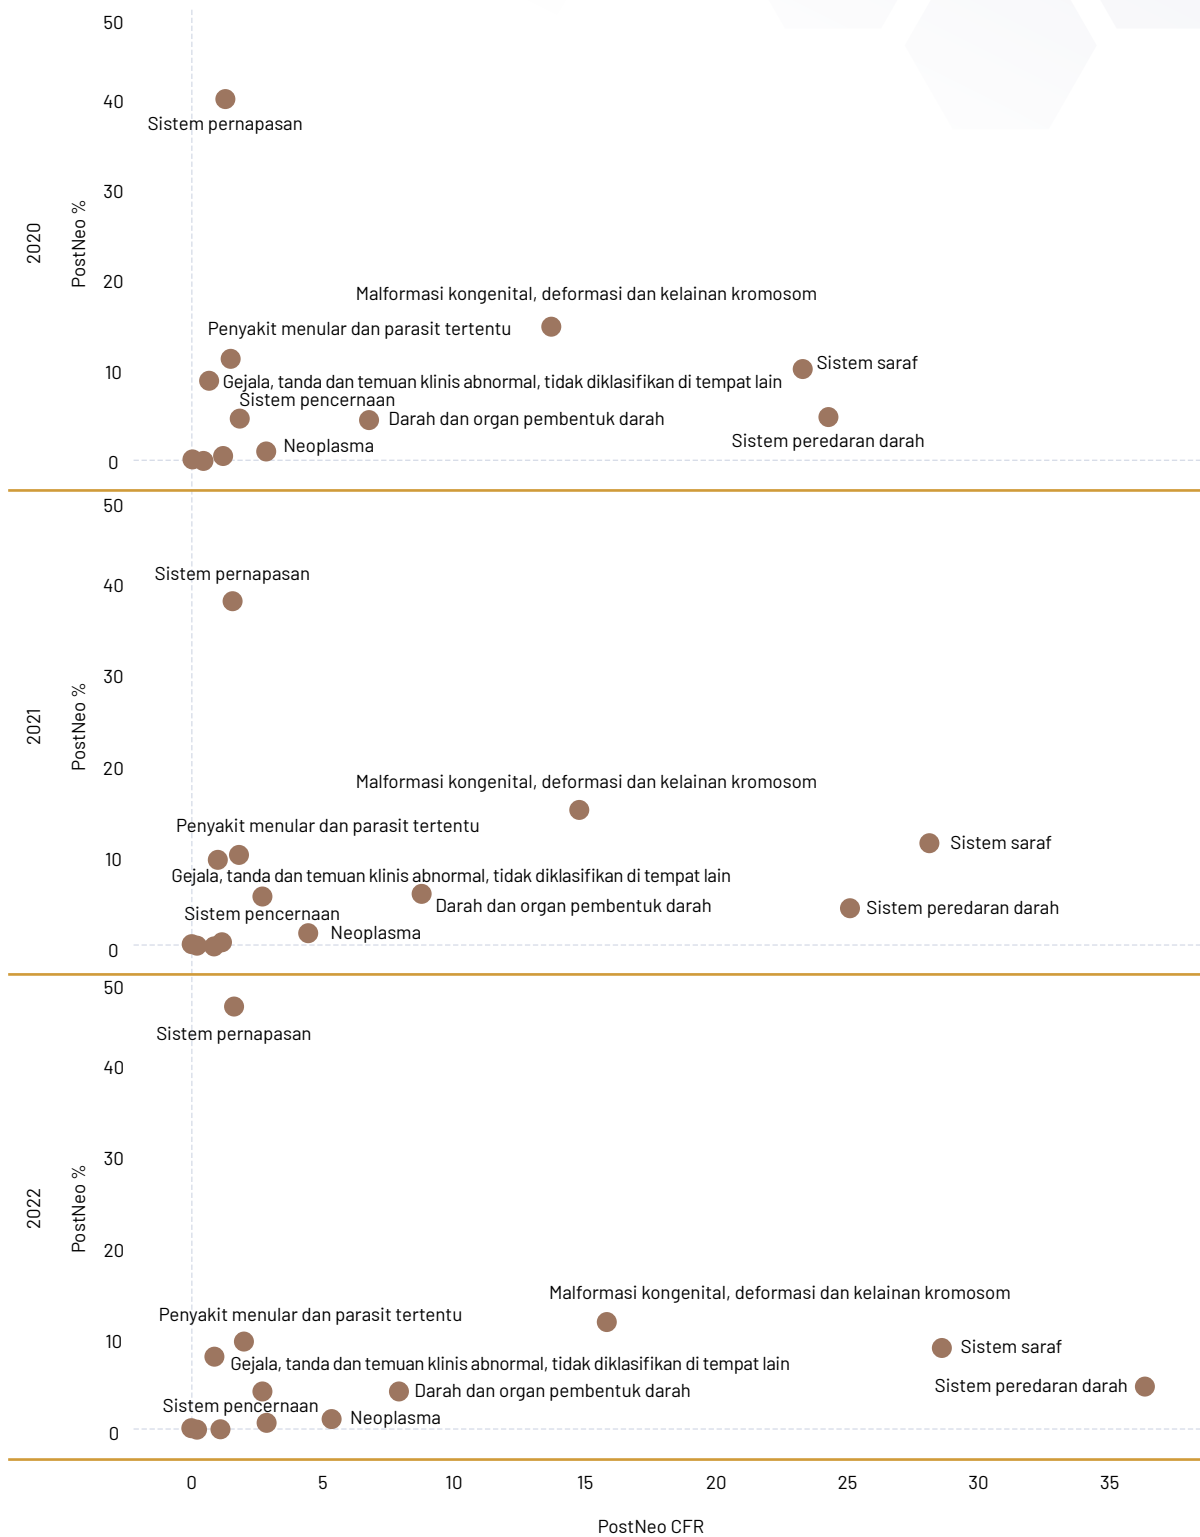 50
40
Sistem pernapasan
30
2020
PostNeo %
20
Malformasi kongenital, deformasi dan kelainan kromosom
Penyakit menular dan parasit tertentu
Sistem saraf
10
Gejala, tanda dan temuan klinis abnormal, tidak diklasifikan di tempat lain
Sistem pencernaan
Darah dan organ pembentuk darah
Sistem peredaran darah
Neoplasma
0
50
Sistem pernapasan
40
30
2021
PostNeo %
20
Malformasi kongenital, deformasi dan kelainan kromosom
Penyakit menular dan parasit tertentu
Sistem saraf
10
Gejala, tanda dan temuan klinis abnormal, tidak diklasifikan di tempat lain
Darah dan organ pembentuk darah
Sistem peredaran darah
Sistem pencernaan
Neoplasma
0
50
Sistem pernapasan
40
30
2022
PostNeo %
20
Malformasi kongenital, deformasi dan kelainan kromosom
Penyakit menular dan parasit tertentu
10
Sistem saraf
Gejala, tanda dan temuan klinis abnormal, tidak diklasifikan di tempat lain
Sistem peredaran darah
Darah dan organ pembentuk darah
Sistem pencernaan
Neoplasma
0
0 5 10 15 20 25 30 35
PostNeo CFR